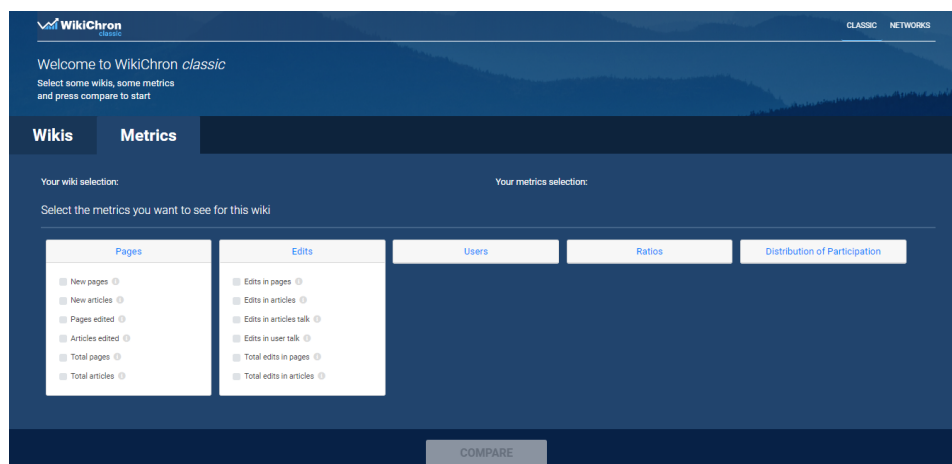 WikiChron
classic
CLASSIC NETWORKS
Welcome to WikiChron classic
Select some wikis, some metrics
and press compare to start
Wikis Metrics
Your wiki selection: Your metrics selection:
Select the metrics you want to see for this wiki
Pages
New pages
New articles
Pages edited
Articles edited
Total pages
Total articles
Edits
Edits in pages
Edits in articles
Edits in articles talk
Edits in user talk
Total edits in pages
Total edits in articles
Users
Ratios
Distribution of Participation
COMPARE